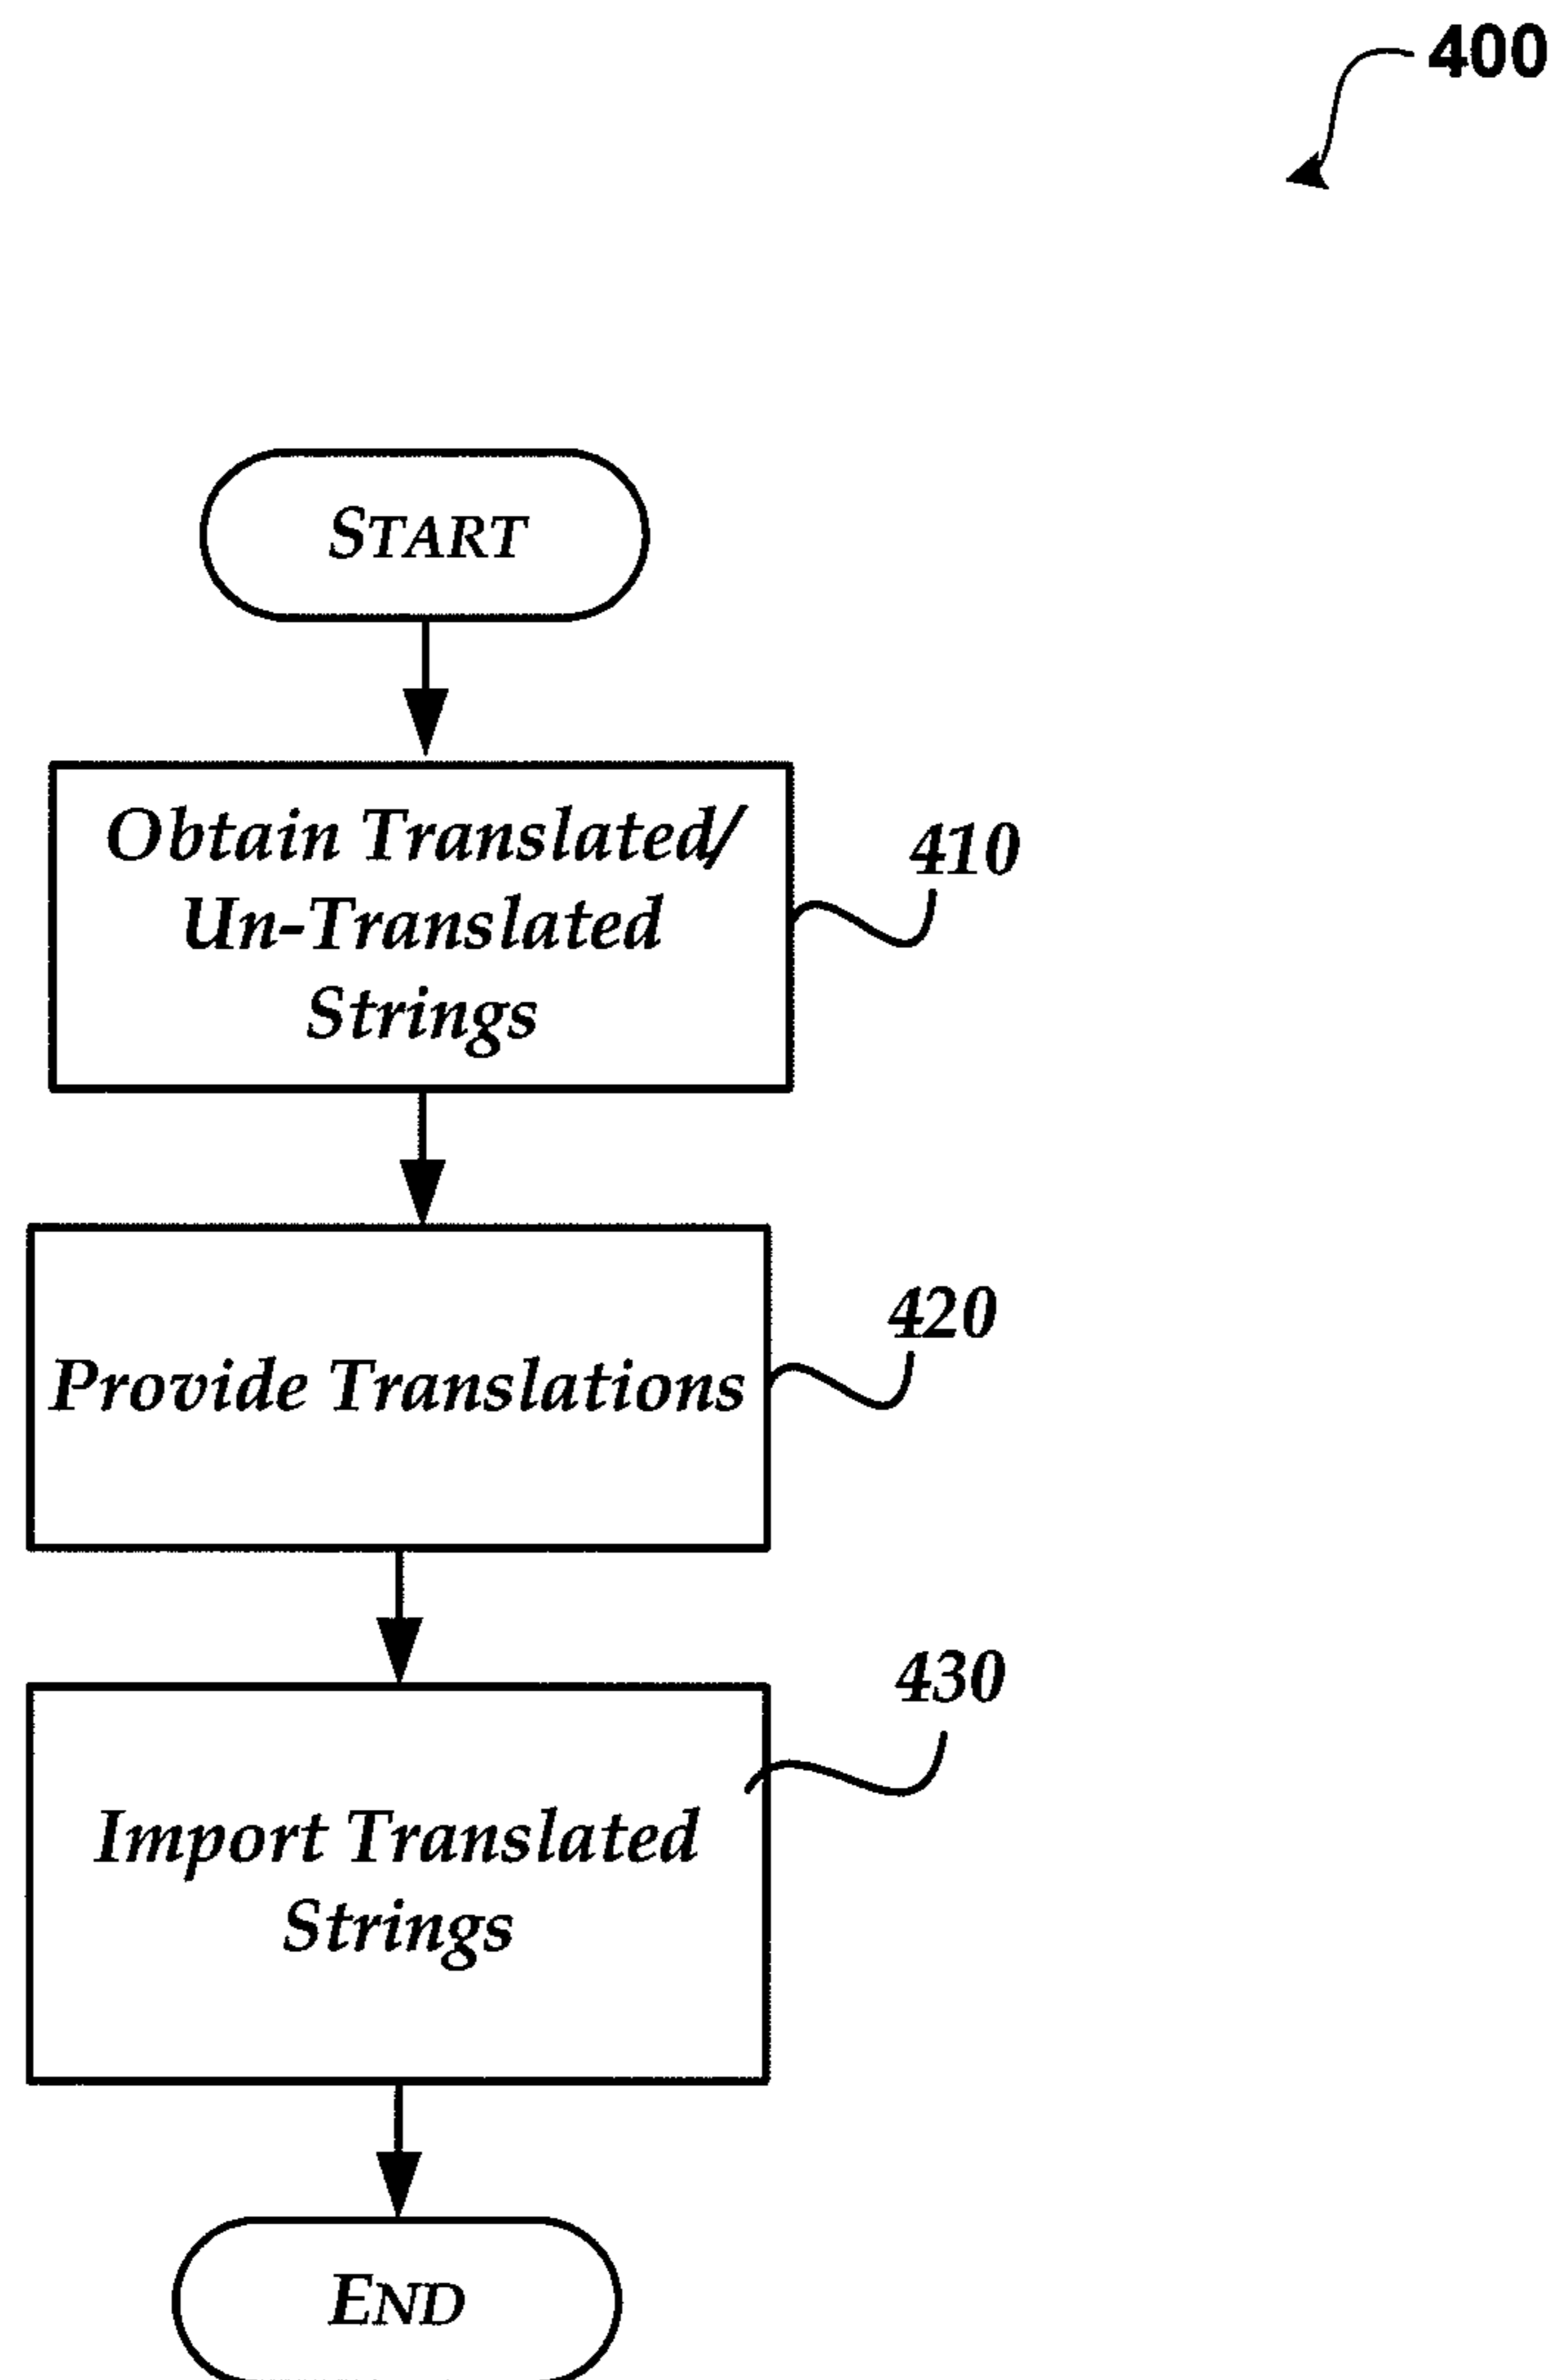 400
START
Obtain Translated/
Un-Translated
Strings
410
Provide Translations
420
430
Import Translated
Strings
END